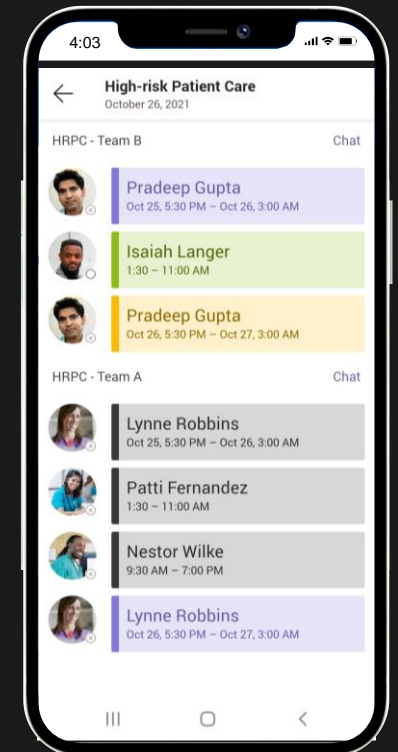 4:03
High-risk Patient Care
October 26, 2021
HRPC - Team B Chat
Pradeep Gupta
Oct 25, 5:30 PM – Oct 26, 3:00 AM
Isaiah Langer
1:30 – 11:00 AM
Pradeep Gupta
Oct 26, 5:30 PM – Oct 27, 3:00 AM
HRPC - Team A Chat
Lynne Robbins
Oct 25, 5:30 PM – Oct 26, 3:00 AM
Patti Fernandez
1:30 – 11:00 AM
Nestor Wilke
9:30 AM – 7:00 PM
Lynne Robbins
Oct 26, 5:30 PM – Oct 27, 3:00 AM